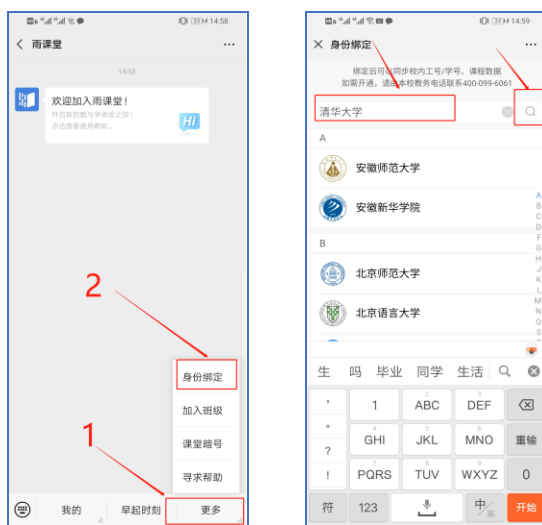 14:58
雨课堂
14:58
欢迎加入雨课堂！
开启您的教与学体验之旅！
点击查看使用帮助。
Hi
2
身份绑定
加入班级
课堂暗号
1
寻求帮助
我的
早起时刻
更多
14:59
身份绑定
绑定后可以同步校内工号/学号、课程数据
如需开通，请由本校教务电话联系400-099-6061
清华大学
A
安徽师范大学
安徽新华学院
B
北京师范大学
北京语言大学
A
B
C
D
F
G
H
J
K
L
M
N
Q
S
生 吗 毕业 同学 生活
， 1 ABC DEF
。 GHI JKL MNO 重输
?
! PQRS TUV WXYZ 0
符 123 中/英 开始